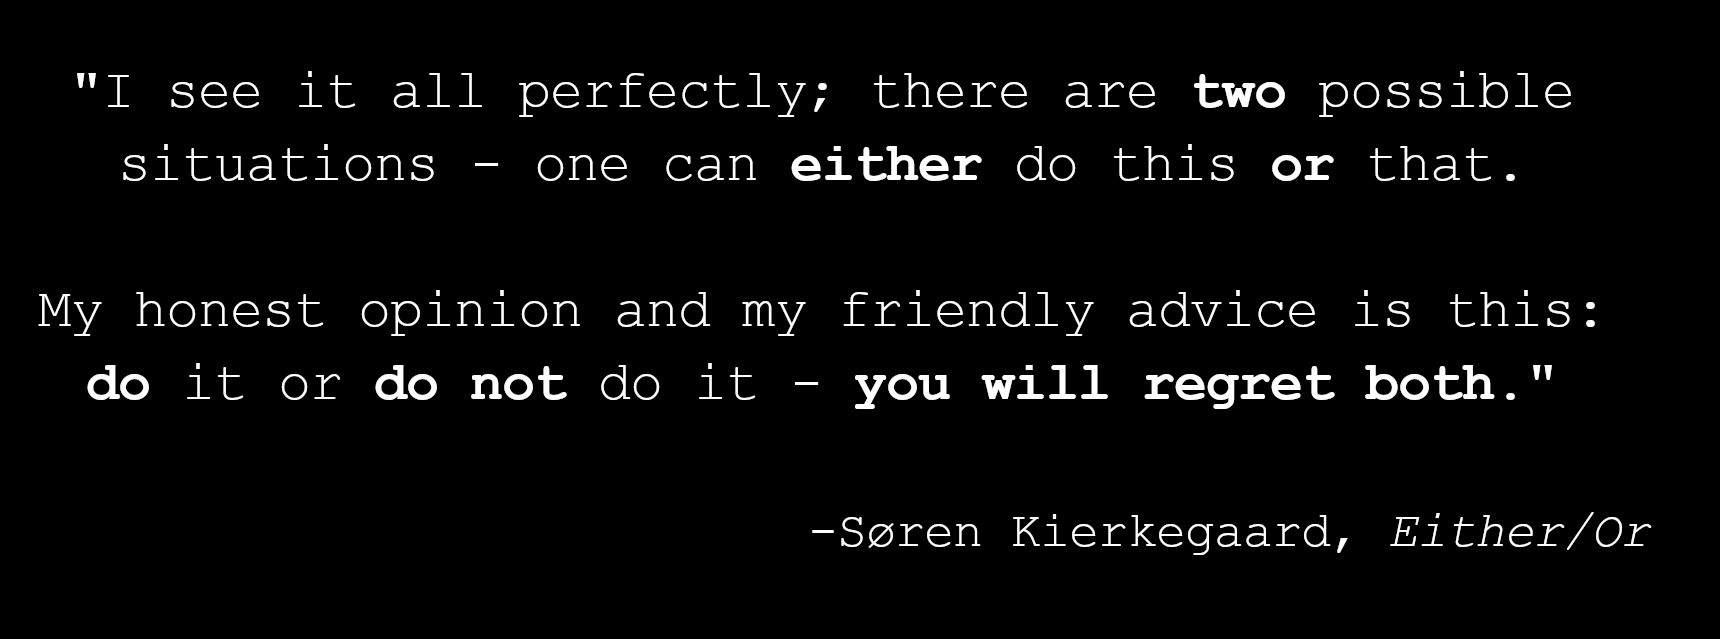 "I see it all perfectly; there are two possible
situations - one can either do this or that.
My honest opinion and my friendly advice is this:
do it or do not do it - you will regret both."
-Søren Kierkegaard, Either/Or